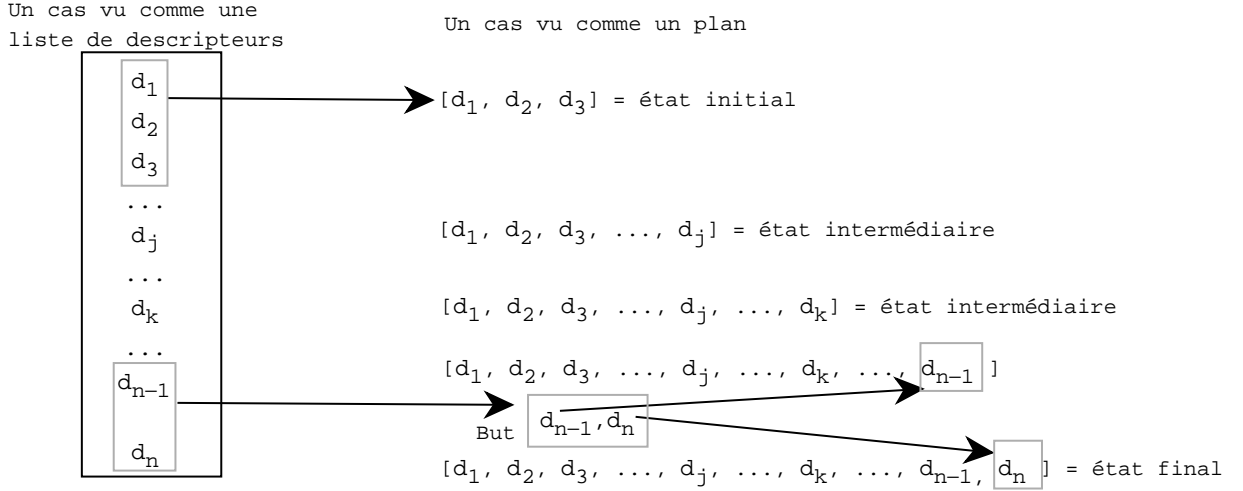 Un cas vu comme une
liste de descripteurs
d1
d2
d3
...
dj
...
dk
...
dn–1
dn
Un cas vu comme un plan
[d1, d2, d3] = état initial
[d1, d2, d3, ..., dj] = état intermédiaire
[d1, d2, d3, ..., dj, ..., dk] = état intermédiaire
[d1, d2, d3, ..., dj, ..., dk, ..., dn–1 ]
But dn–1,dn
[d1, d2, d3, ..., dj, ..., dk, ..., dn–1, dn ] = état final